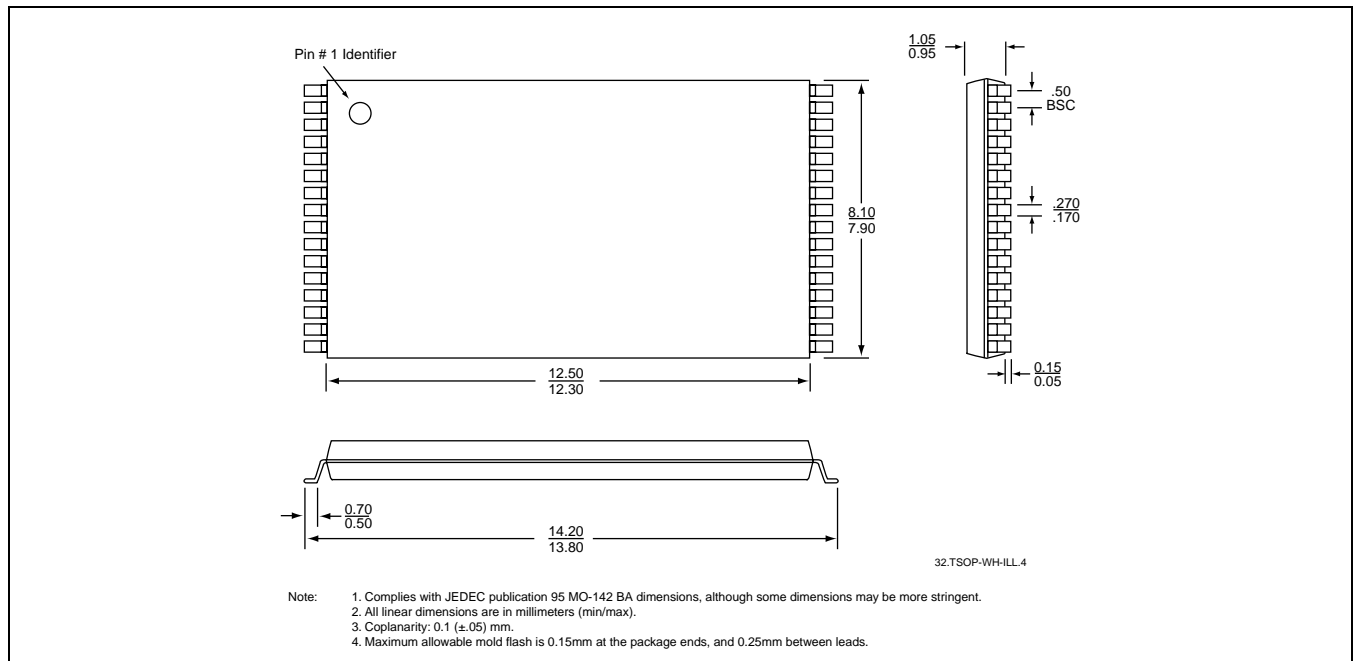 Pin # 1 Identifier
1.05
0.95
.50
BSC
8.10
7.90
.270
.170
12.50
12.30
0.15
0.05
0.70
0.50
14.20
13.80
32.TSOP-WH-ILL.4
Note: 1. Complies with JEDEC publication 95 MO-142 BA dimensions, although some dimensions may be more stringent.
2. All linear dimensions are in millimeters (min/max).
3. Coplanarity: 0.1 (±.05) mm.
4. Maximum allowable mold flash is 0.15mm at the package ends, and 0.25mm between leads.